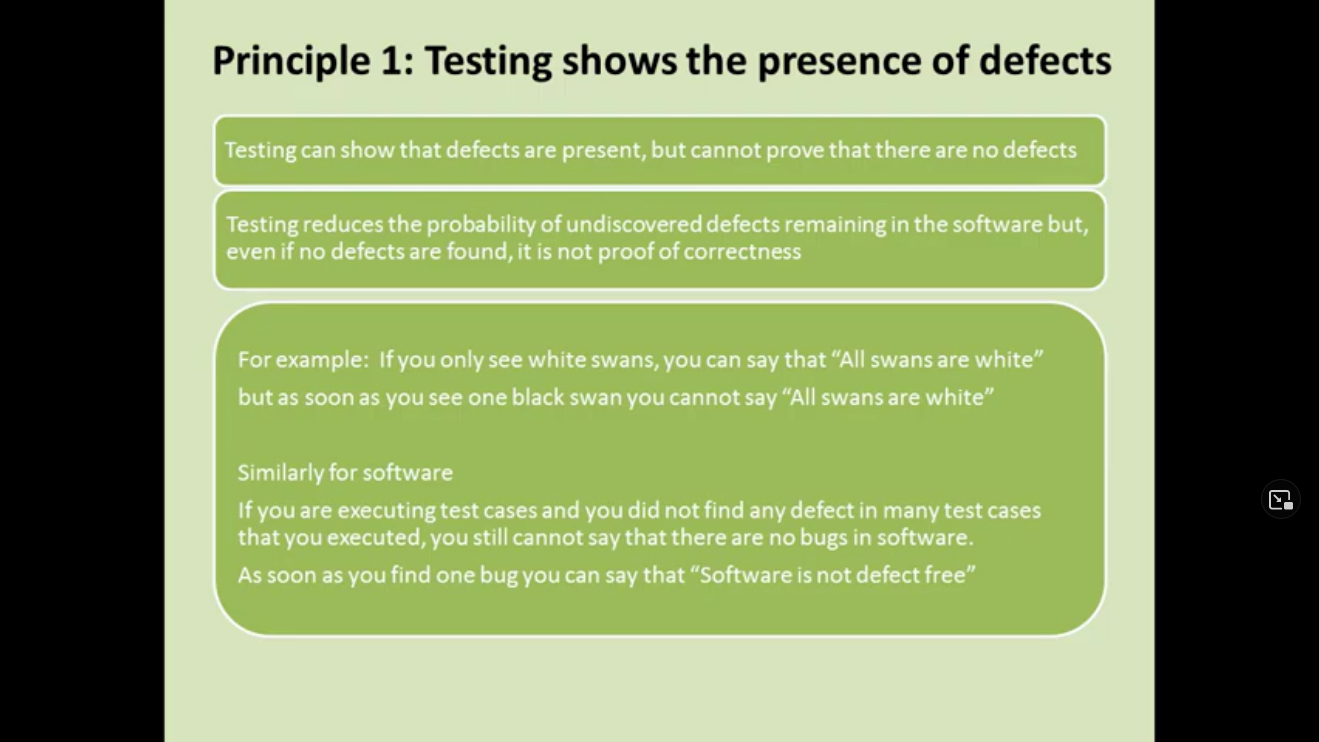 Principle 1: Testing shows the presence of defects
Testing can show that defects are present, but cannot prove that there are no defects
Testing reduces the probability of undiscovered defects remaining in the software but,
even if no defects are found, it is not proof of correctness
For example:  If you only see white swans, you can say that “All swans are white”
but as soon as you see one black swan you cannot say “All swans are white”
Similarly for software
If you are executing test cases and you did not find any defect in many test cases
that you executed, you still cannot say that there are no bugs in software.
As soon as you find one bug you can say that “Software is not defect free”